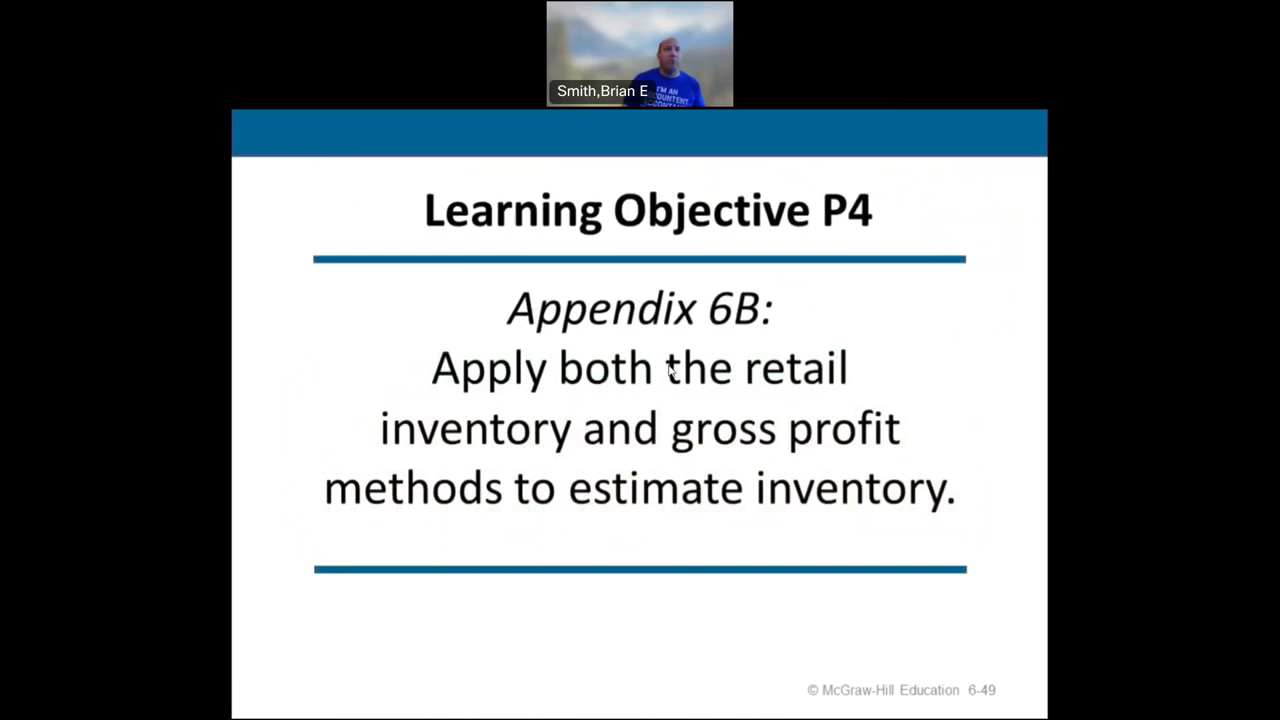 Smith,Brian E
I'M AN
Learning Objective P4
Appendix 6B:
Apply both the retail
inventory and gross profit
methods to estimate inventory.
© McGraw-Hill Education 6-49